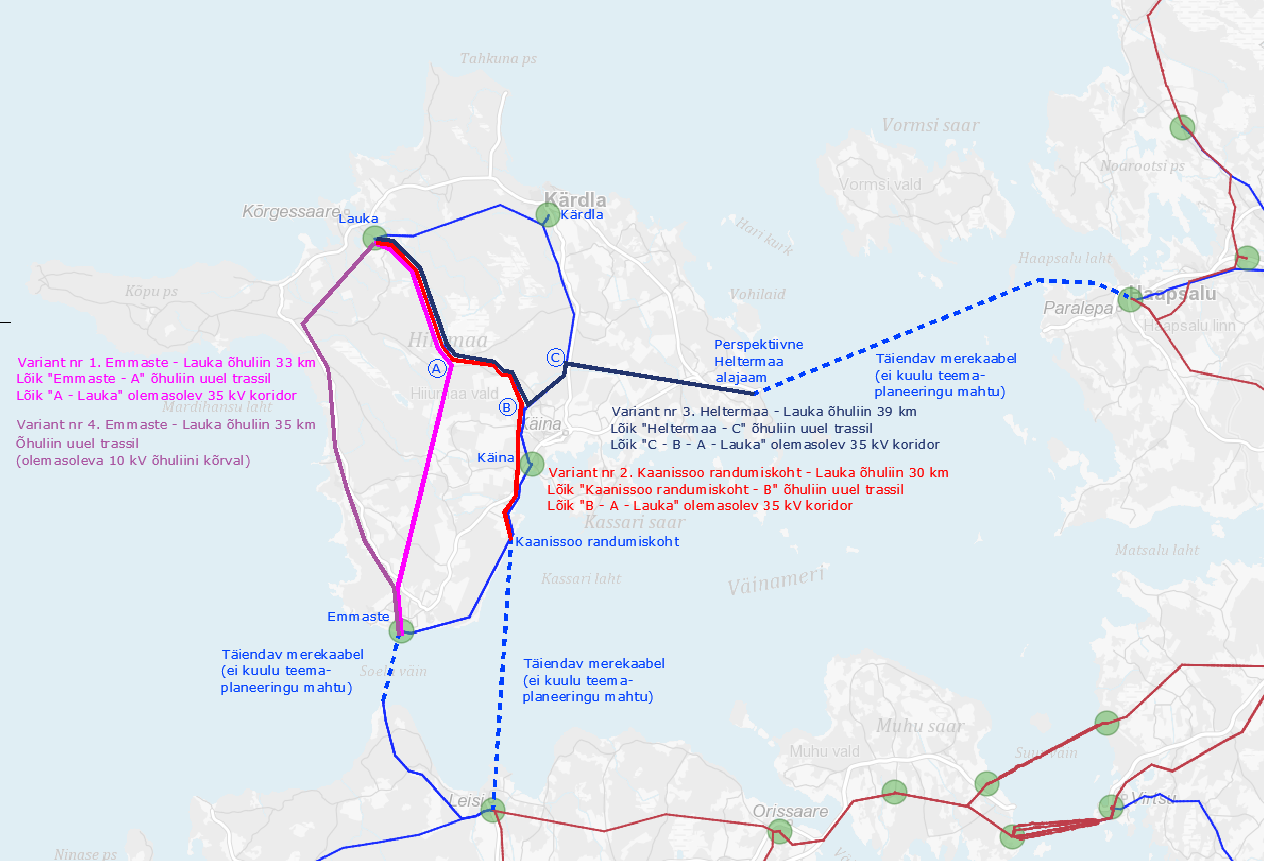 Tahkuna ps
Vormsi saar
Noarootsi ps
Vormsi vald
Kõrgessaare
Lauka
Kärdla
Kärdla
Hari kurk
Haapsalu laht
Kõpu ps
Vohilaid
Haapsalu
Paralepa
Haapsalu linn
Hiiumaa
Perspektiivne
Heltermaa
alajaam
Täiendav merekaabel
(ei kuulu teema-
planeeringu mahtu)
A
C
B
Variant nr 1. Emmaste - Lauka õhuliin 33 km
Lõik "Emmaste - A" õhuliin uuel trassil
Lõik "A - Lauka" olemasolev 35 kV koridor
Hiiumaa vald
Mardihansu laht
Variant nr 4. Emmaste - Lauka õhuliin 35 km
Õhuliin uuel trassil
(olemasoleva 10 kV õhuliini kõrval)
Variant nr 3. Heltermaa - Lauka õhuliin 39 km
Lõik "Heltermaa - C" õhuliin uuel trassil
Lõik "C - B - A - Lauka" olemasolev 35 kV koridor
Käina
Käina
Variant nr 2. Kaanissoo randumiskoht - Lauka õhuliin 30 km
Lõik "Kaanissoo randumiskoht - B" õhuliin uuel trassil
Lõik "B - A - Lauka" olemasolev 35 kV koridor
Kassari saar
Kaanissoo randumiskoht
Matsalu laht
Kassari laht
Väinameri
Emmaste
Täiendav merekaabel
(ei kuulu teema-
planeeringu mahtu)
Soela väin
Täiendav merekaabel
(ei kuulu teema-
planeeringu mahtu)
Muhu saar
Muhu vald
Suur väin
Leisi
Orissaare
Virtsu
Ninase ps